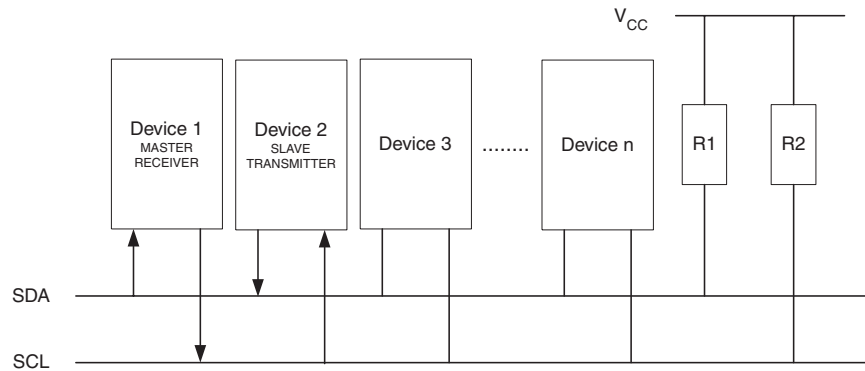 VCC
Device 1
MASTER
RECEIVER
Device 2
SLAVE
TRANSMITTER
Device 3
........
Device n
R1
R2
SDA
SCL